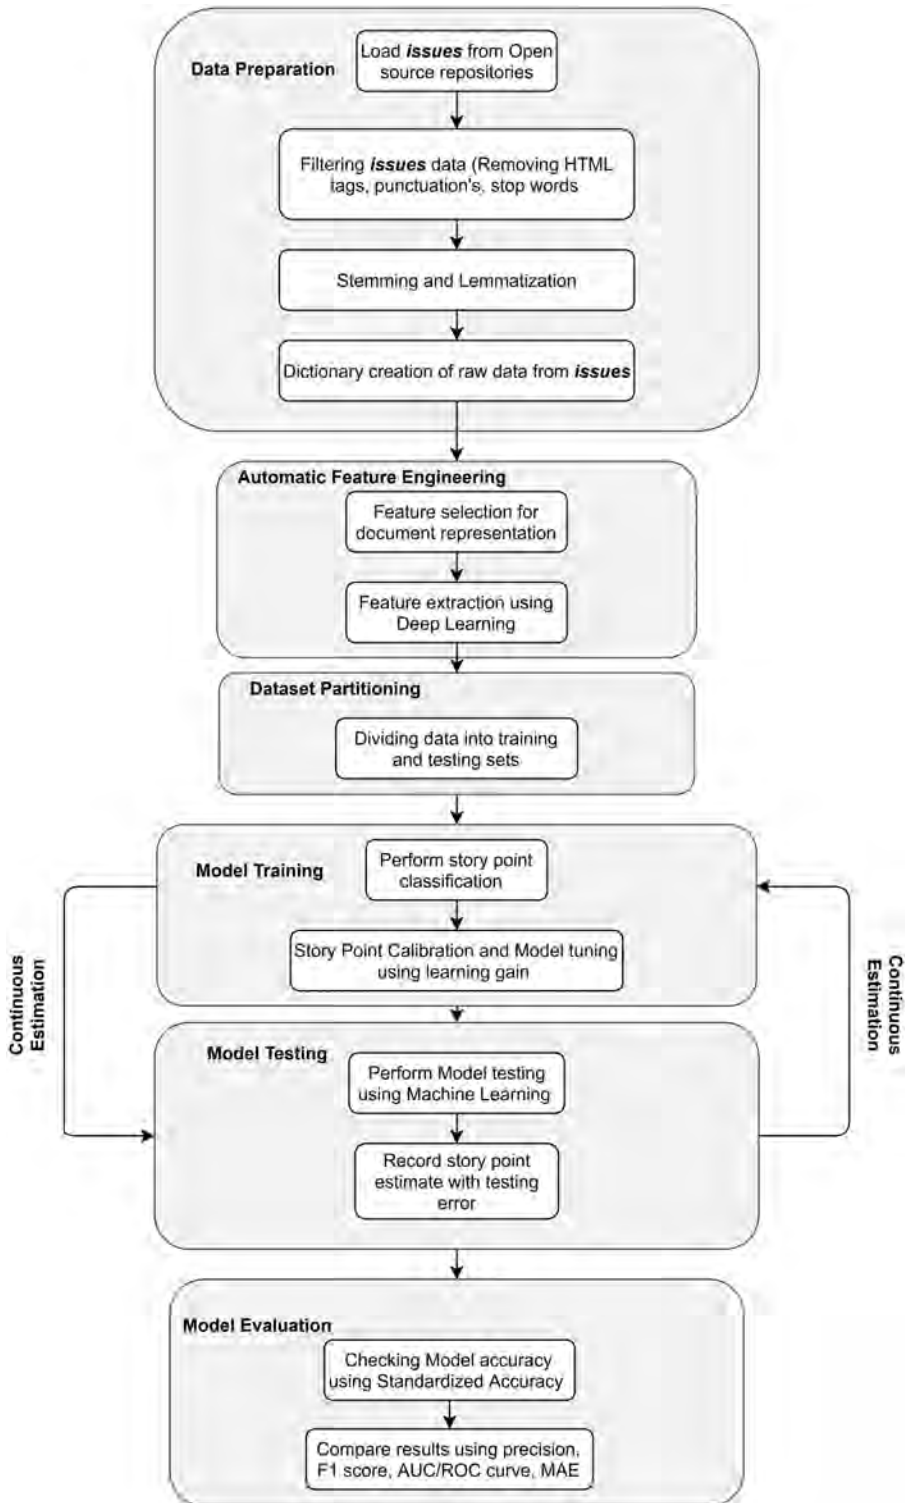 Data Preparation
Load issues from Open
source repositories
Filtering issues data (Removing HTML
tags, punctuation's, stop words
Stemming and Lemmatization
Dictionary creation of raw data from issues
Automatic Feature Engineering
Feature selection for
document representation
Feature extraction using
Deep Learning
Dataset Partitioning
Dividing data into training
and testing sets
Model Training
Perform story point
classification
Story Point Calibration and Model tuning
using learning gain
Continuous
Estimation
Continuous
Estimation
Model Testing
Perform Model testing
using Machine Learning
Record story point
estimate with testing
error
Model Evaluation
Checking Model accuracy
using Standardized Accuracy
Compare results using precision,
F1 score, AUC/ROC curve, MAE